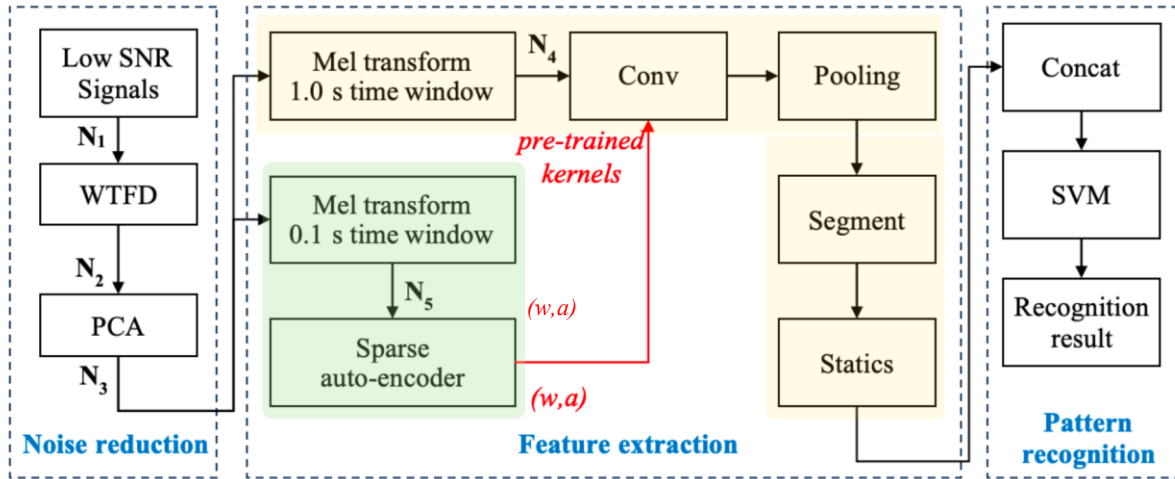 Low SNR
Signals
N1
WTFD
N2
PCA
N3
Noise reduction
Mel transform
1.0 s time window
N4
Conv
Pooling
pre-trained
kernels
Mel transform
0.1 s time window
N5
(w,a)
Sparse
auto-encoder
(w,a)
Segment
Statics
Feature extraction
Concat
SVM
Recognition
result
Pattern
recognition